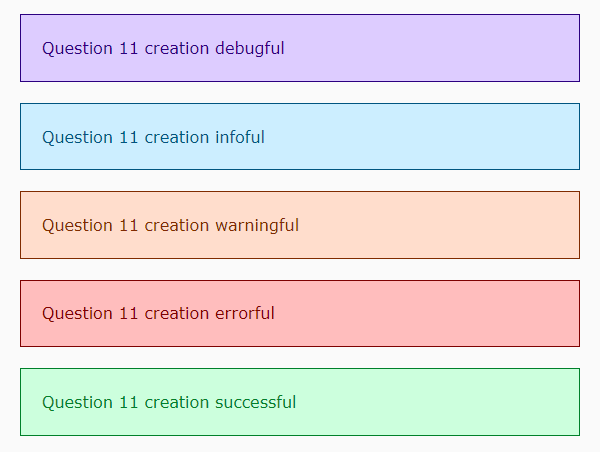 Question 11 creation debugful
Question 11 creation infoful
Question 11 creation warningful
Question 11 creation errorful
Question 11 creation successful